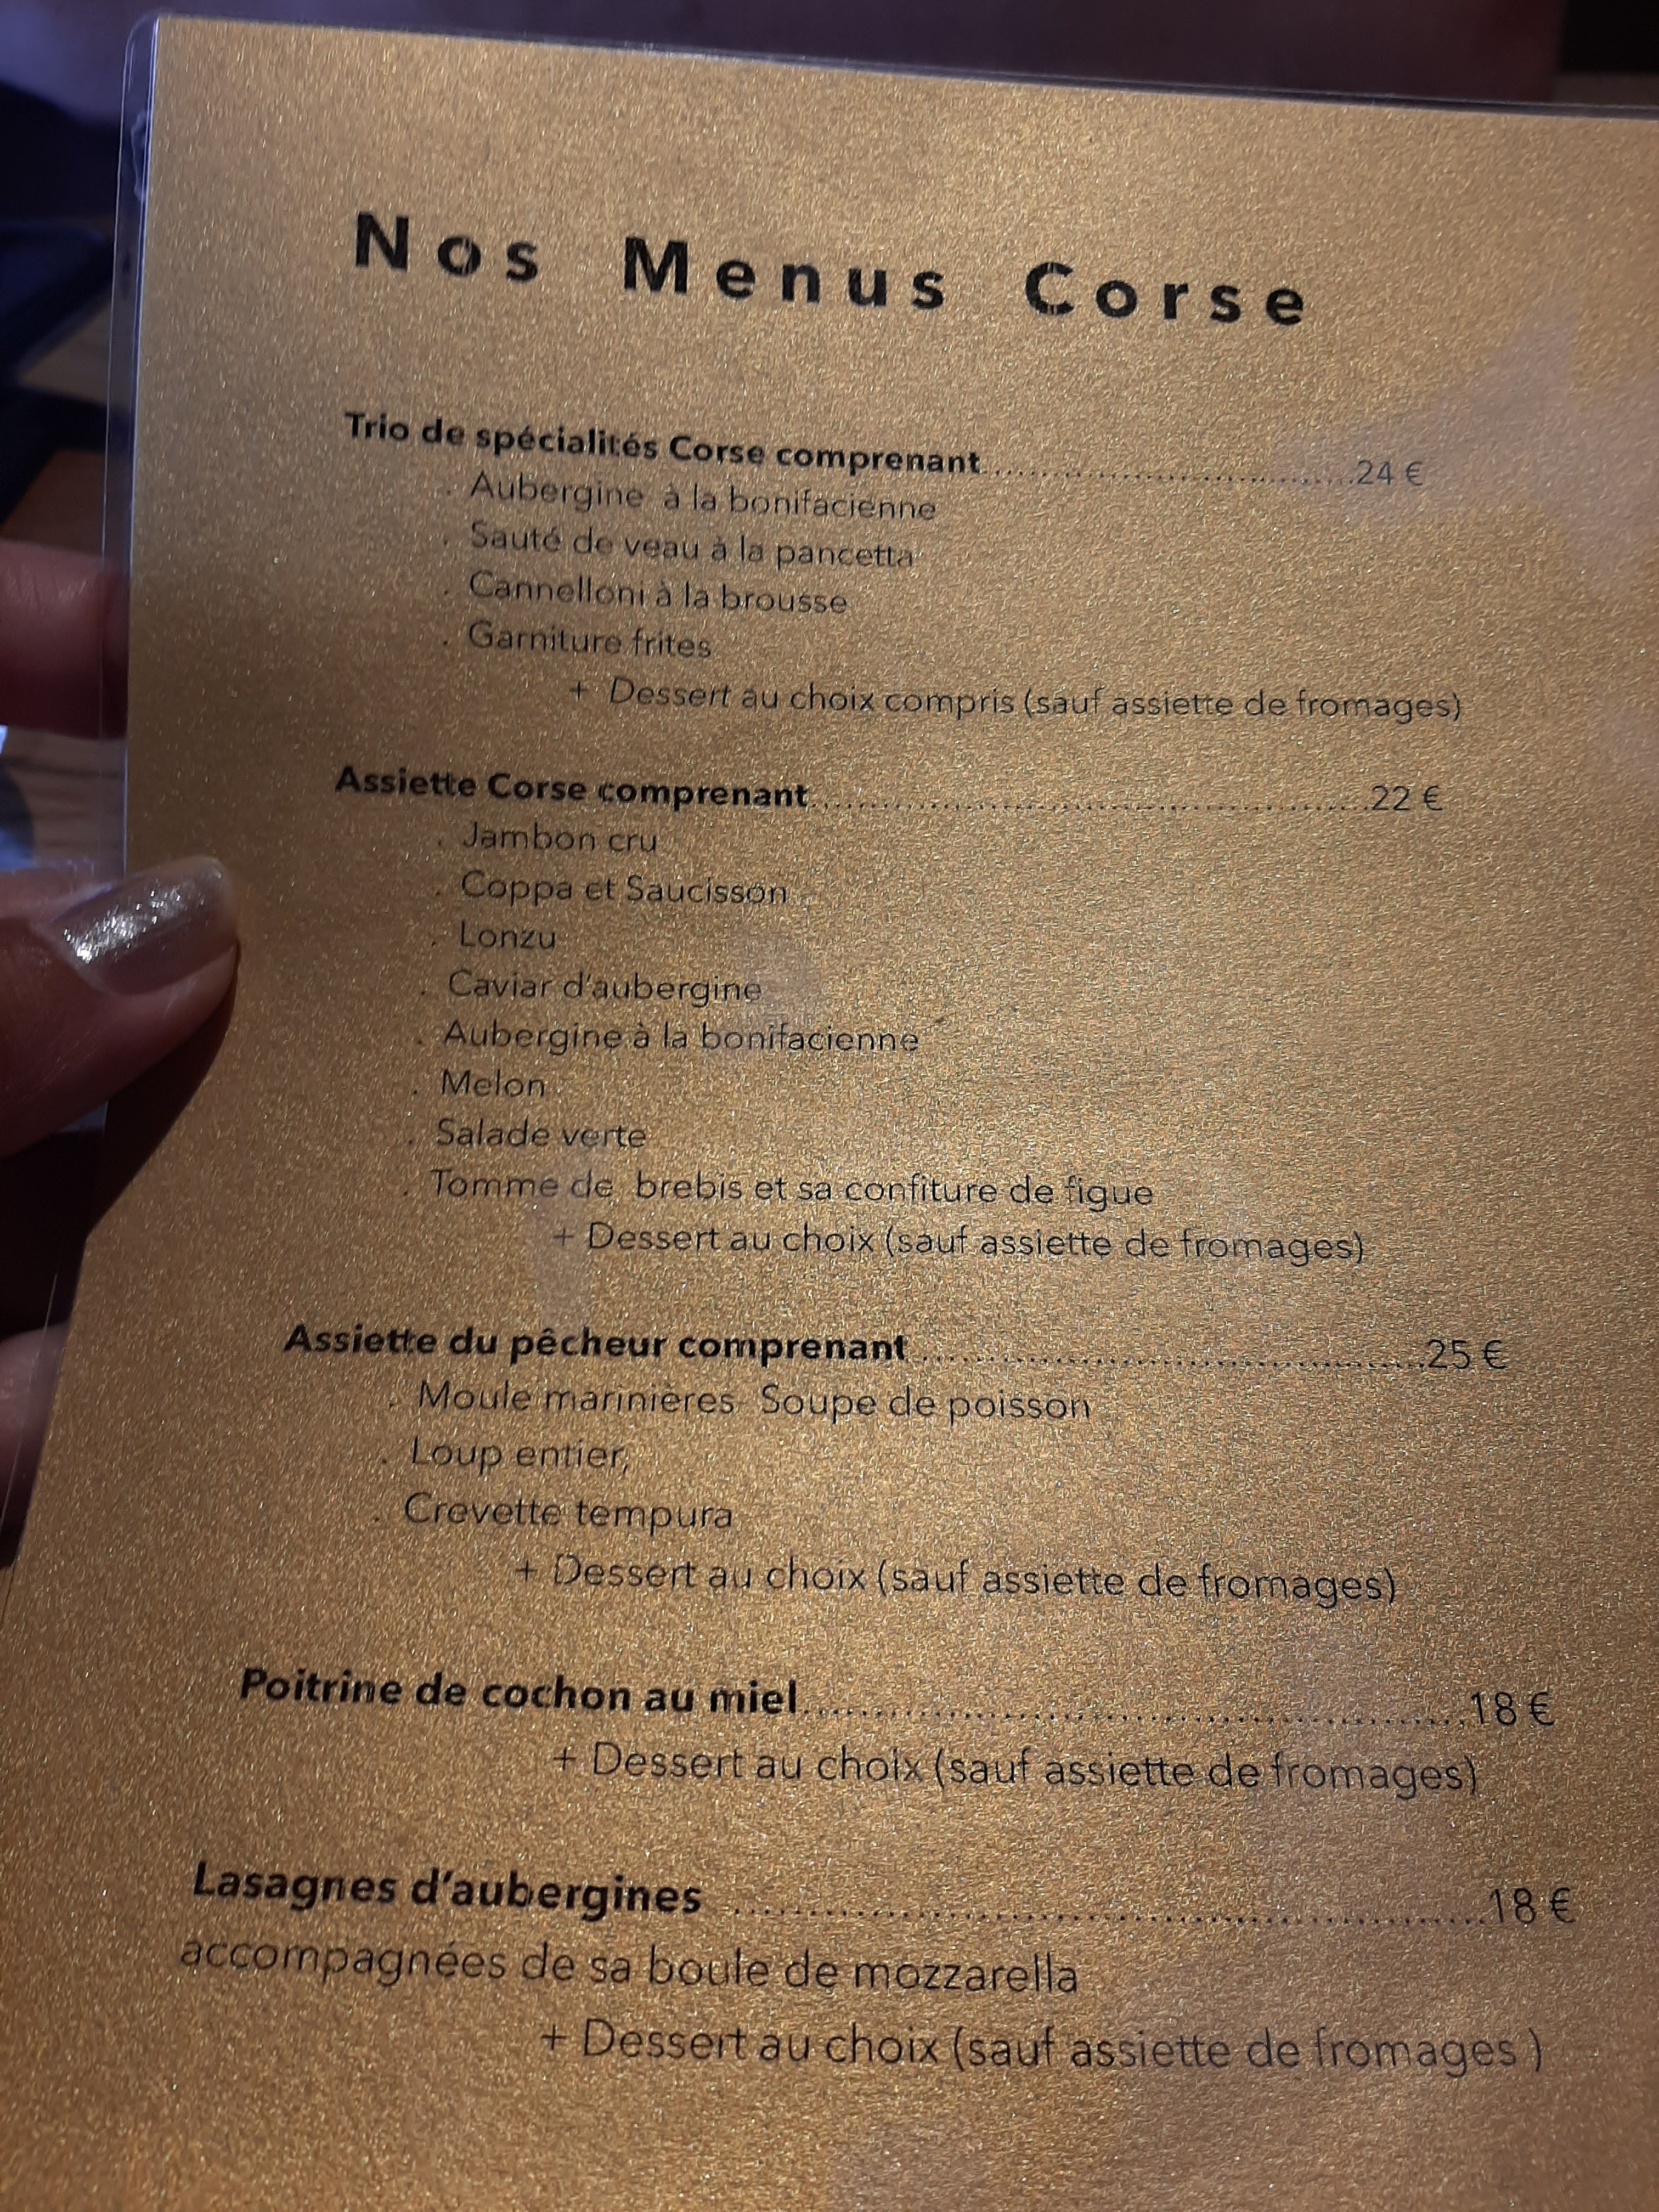 Nos Menus Corse
Trio de spécialités Corse comprenant..........................................24 €
. Aubergine à la bonifacienne
. Sauté de veau à la pancetta
. Cannelloni à la brousse
. Garniture frites
+ Dessert au choix compris (sauf assiette de fromages)
Assiette Corse comprenant..........................................22 €
. Jambon cru
. Coppa et Saucisson
. Lonzu
. Caviar d'aubergine
. Aubergine à la bonifacienne
. Melon
. Salade verte
. Tomme de brebis et sa confiture de figue
+ Dessert au choix (sauf assiette de fromages)
Assiette du pêcheur comprenant..........................................25 €
. Moule marinières Soupe de poisson
. Loup entier,
. Crevette tempura
+ Dessert au choix (sauf assiette de fromages)
Poitrine de cochon au miel..........................................18 €
+ Dessert au choix (sauf assiette de fromages)
Lasagnes d'aubergines ..........................................18 €
accompagnées de sa boule de mozzarella
+ Dessert au choix (sauf assiette de fromages )